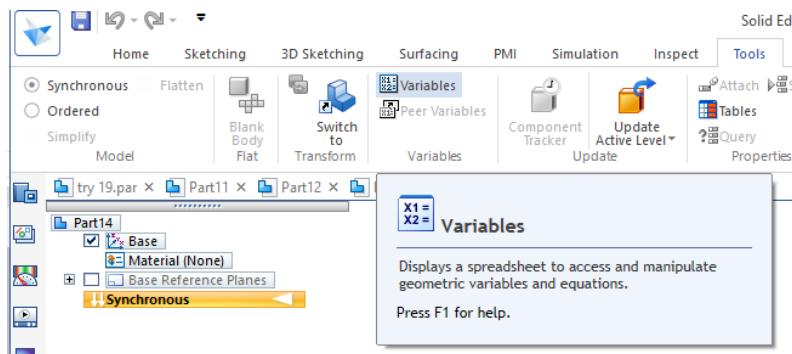 Solid Ed
Home Sketching 3D Sketching Surfacing PMI Simulation Inspect Tools
Synchronous Flatten
Ordered
Simplify
Model
Blank
Body
Flat
Switch
to
Transform
X1=
X2=
Variables
Peer Variables
Variables
Component
Tracker
Update
Active Level
Update
Attach
Tables
Query
Properties
try 19.par Part11 Part12
Part14
Base
Material (None)
Base Reference Planes
Synchronous
X1 =
X2 =
Variables
Displays a spreadsheet to access and manipulate
geometric variables and equations.
Press F1 for help.